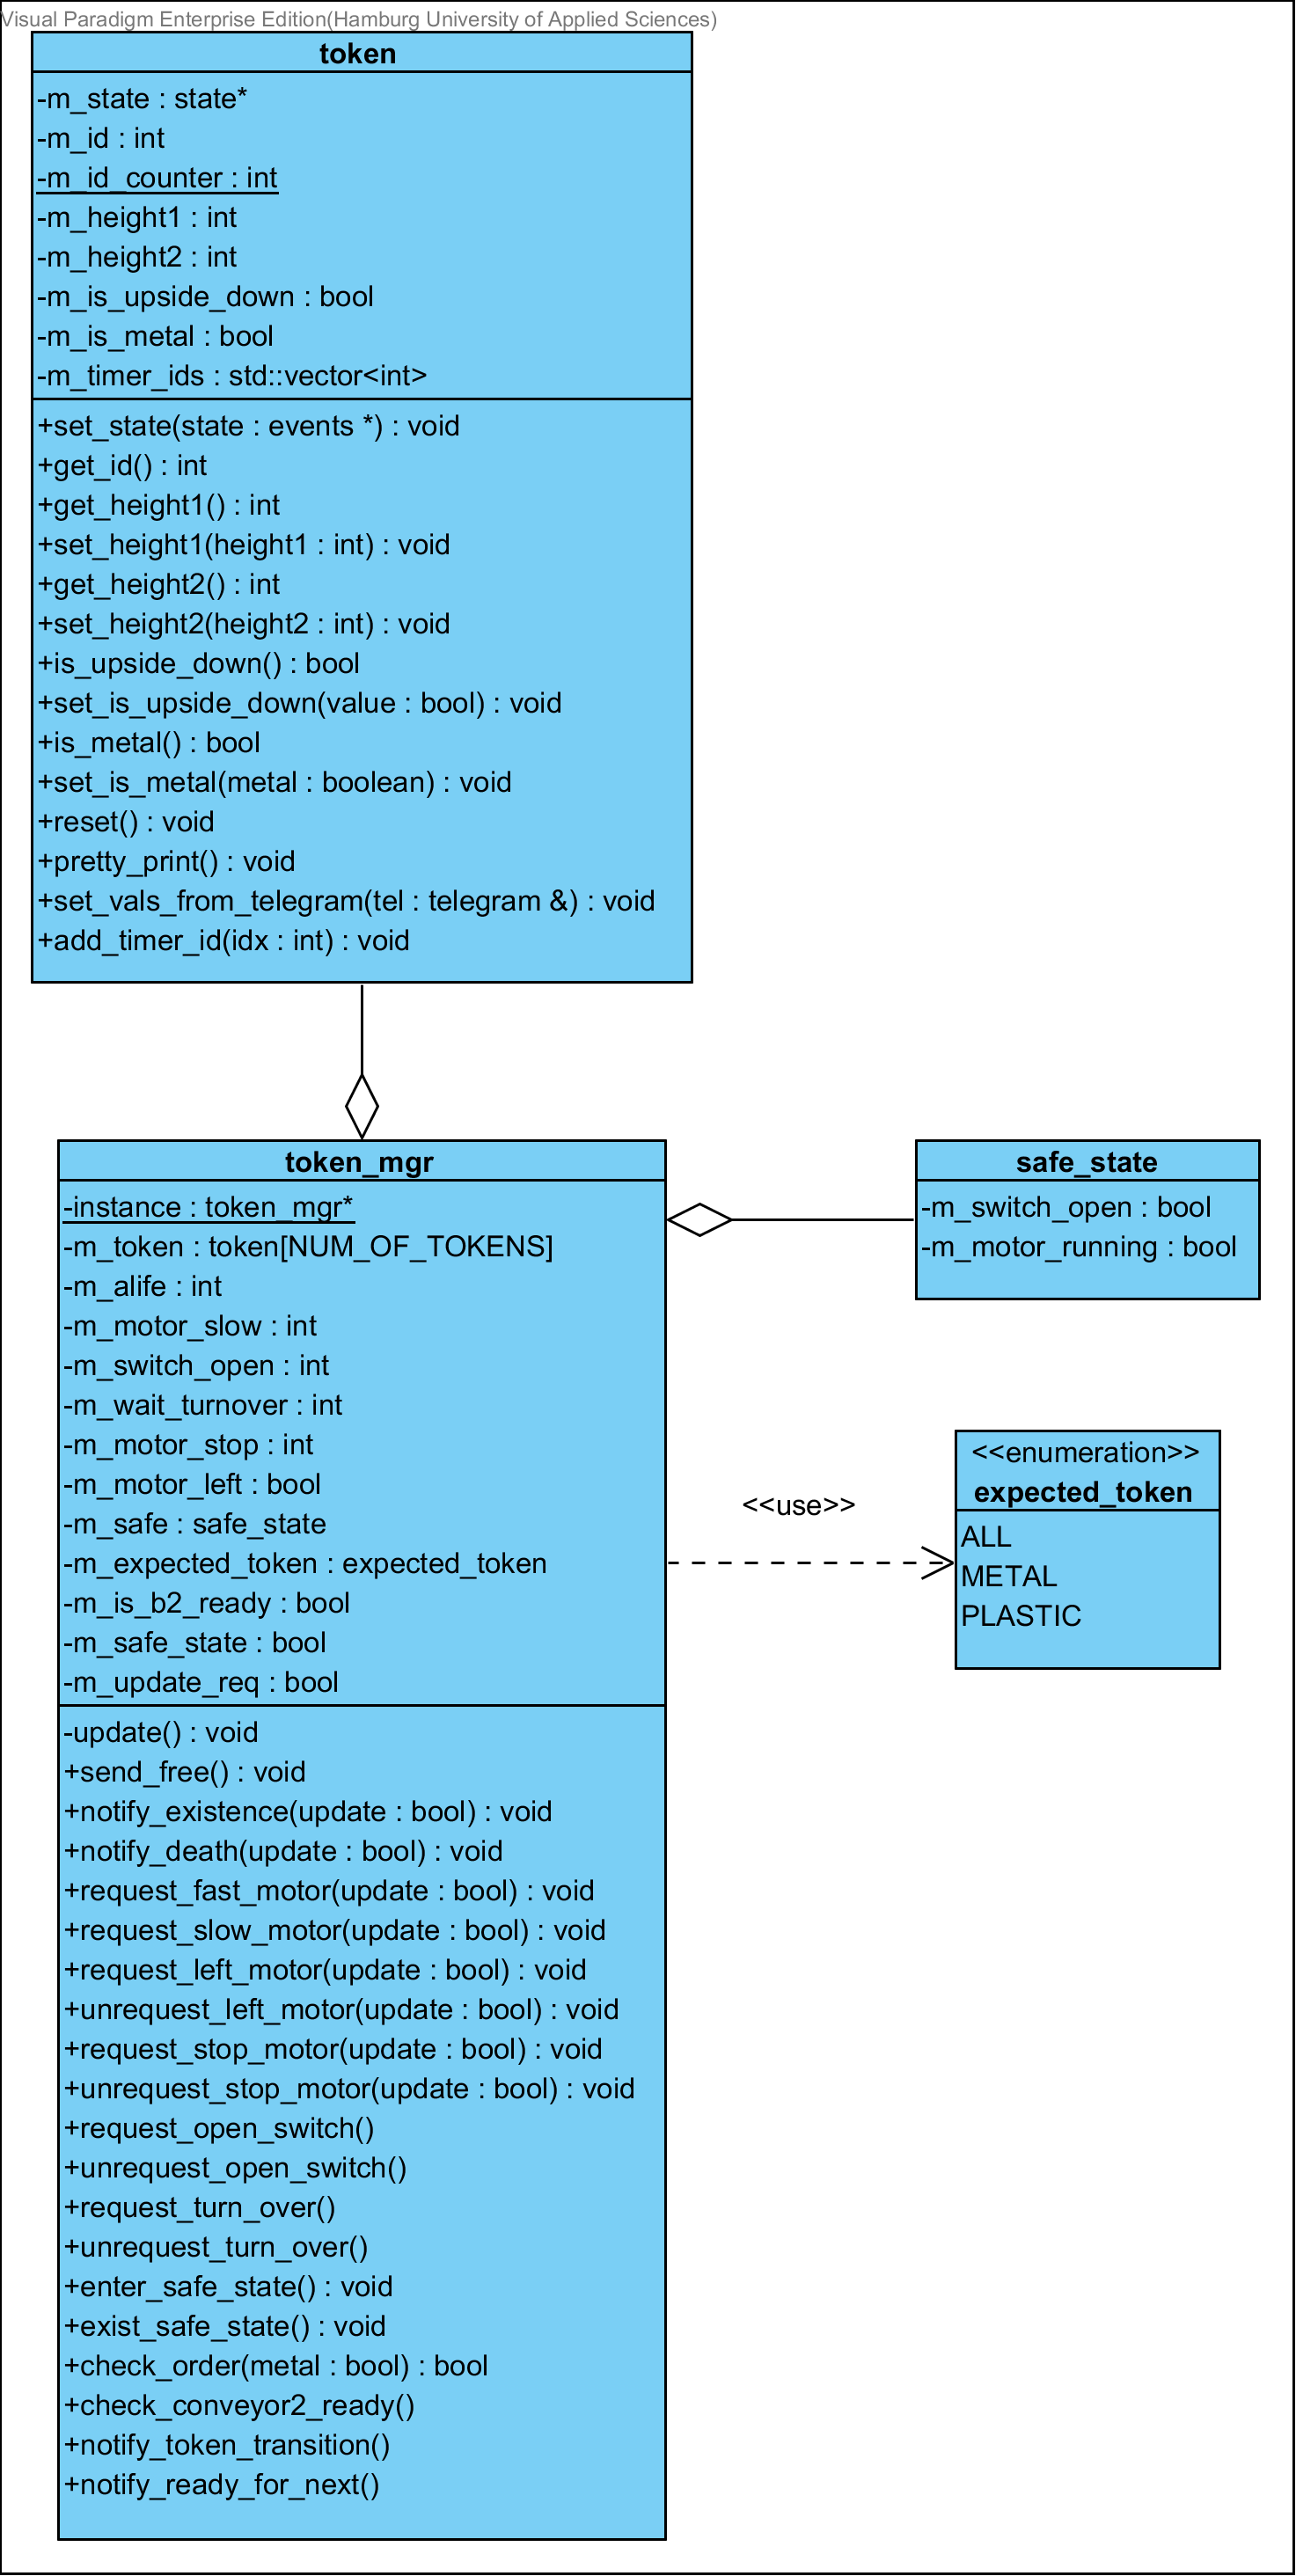 Visual Paradigm Enterprise Edition(Hamburg University of Applied Sciences)
token
-m_state : state*
-m_id : int
-m_id_counter : int
-m_height1 : int
-m_height2 : int
-m_is_upside_down : bool
-m_is_metal : bool
-m_timer_ids : std::vector<int>
+set_state(state : events *) : void
+get_id() : int
+get_height1() : int
+set_height1(height1 : int) : void
+get_height2() : int
+set_height2(height2 : int) : void
+is_upside_down() : bool
+set_is_upside_down(value : bool) : void
+is_metal() : bool
+set_is_metal(metal : boolean) : void
+reset() : void
+pretty_print() : void
+set_vals_from_telegram(tel : telegram &) : void
+add_timer_id(idx : int) : void
token_mgr
-instance : token_mgr*
-m_token : token[NUM_OF_TOKENS]
-m_alife : int
-m_motor_slow : int
-m_switch_open : int
-m_wait_turnover : int
-m_motor_stop : int
-m_motor_left : bool
-m_safe : safe_state
-m_expected_token : expected_token
-m_is_b2_ready : bool
-m_safe_state : bool
-m_update_req : bool
-update() : void
+send_free() : void
+notify_existence(update : bool) : void
+notify_death(update : bool) : void
+request_fast_motor(update : bool) : void
+request_slow_motor(update : bool) : void
+request_left_motor(update : bool) : void
+unrequest_left_motor(update : bool) : void
+request_stop_motor(update : bool) : void
+unrequest_stop_motor(update : bool) : void
+request_open_switch()
+unrequest_open_switch()
+request_turn_over()
+unrequest_turn_over()
+enter_safe_state() : void
+exist_safe_state() : void
+check_order(metal : bool) : bool
+check_conveyor2_ready()
+notify_token_transition()
+notify_ready_for_next()
safe_state
-m_switch_open : bool
-m_motor_running : bool
<<use>>
<<enumeration>>
expected_token
ALL
METAL
PLASTIC